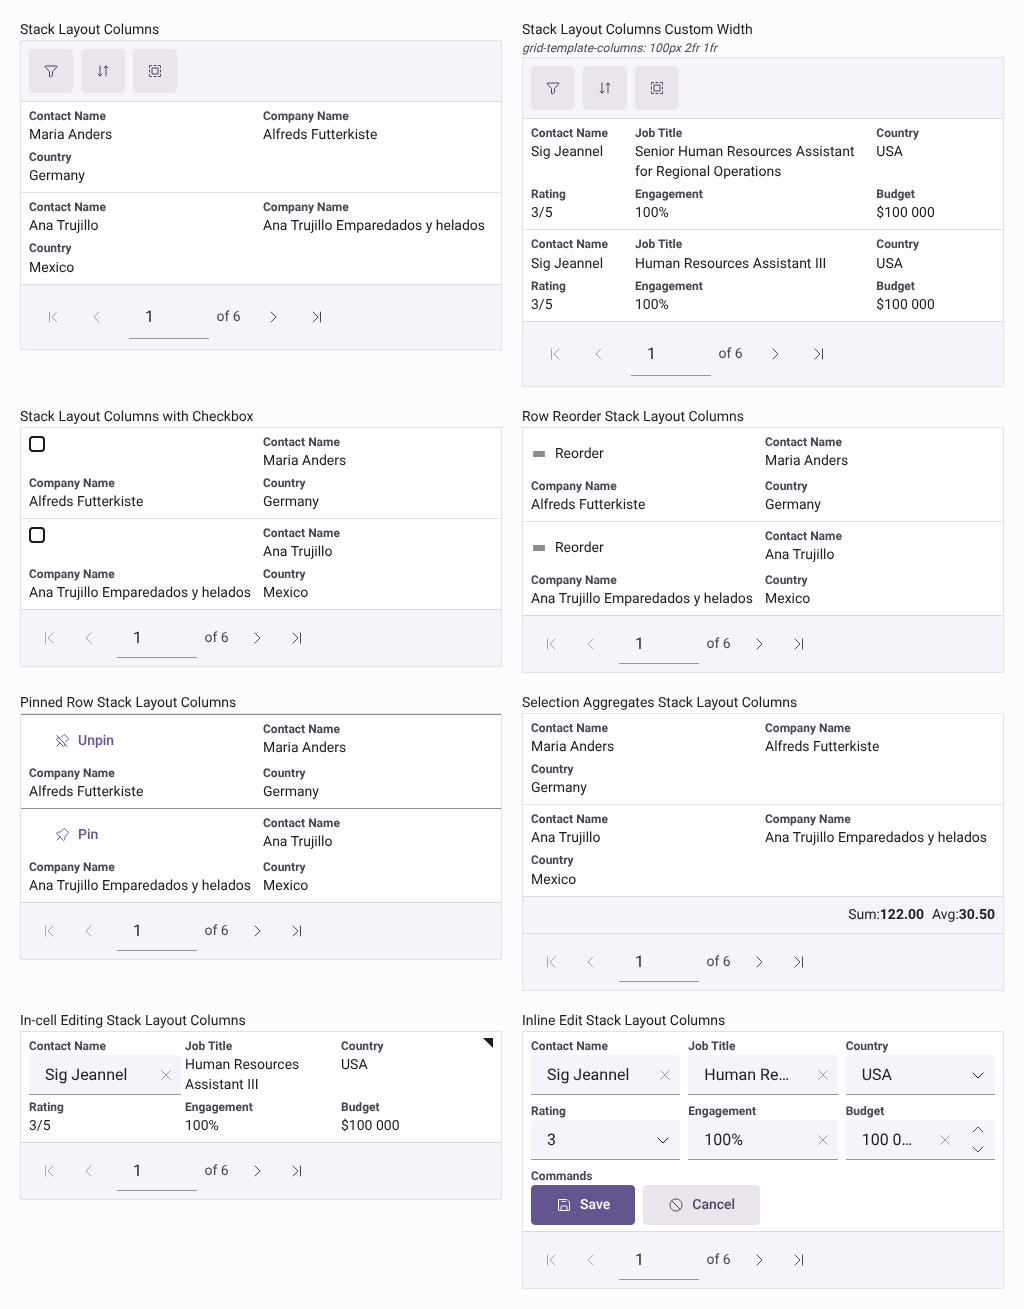 Stack Layout Columns
Contact Name Company Name
Maria Anders Alfreds Futterkiste
Country
Germany
Contact Name Company Name
Ana Trujillo Ana Trujillo Emparedados y helados
Country
Mexico
1 of 6
Stack Layout Columns Custom Width
grid-template-columns: 100px 2fr 1fr
Contact Name Job Title Country
Sig Jeannel Senior Human Resources Assistant USA
for Regional Operations
Rating Engagement Budget
3/5 100% $100 000
Contact Name Job Title Country
Sig Jeannel Human Resources Assistant III USA
Rating Engagement Budget
3/5 100% $100 000
1 of 6
Stack Layout Columns with Checkbox
Contact Name
Maria Anders
Company Name Country
Alfreds Futterkiste Germany
Contact Name
Ana Trujillo
Company Name Country
Ana Trujillo Emparedados y helados Mexico
1 of 6
Row Reorder Stack Layout Columns
Contact Name
Reorder Maria Anders
Company Name Country
Alfreds Futterkiste Germany
Contact Name
Reorder Ana Trujillo
Company Name Country
Ana Trujillo Emparedados y helados Mexico
1 of 6
Pinned Row Stack Layout Columns
Contact Name
Unpin Maria Anders
Company Name Country
Alfreds Futterkiste Germany
Contact Name
Pin Ana Trujillo
Company Name Country
Ana Trujillo Emparedados y helados Mexico
1 of 6
Selection Aggregates Stack Layout Columns
Contact Name Company Name
Maria Anders Alfreds Futterkiste
Country
Germany
Contact Name Company Name
Ana Trujillo Ana Trujillo Emparedados y helados
Country
Mexico
Sum:122.00 Avg:30.50
1 of 6
In-cell Editing Stack Layout Columns
Contact Name Job Title Country
Sig Jeannel Human Resources USA
Assistant III
Rating Engagement Budget
3/5 100% $100 000
1 of 6
Inline Edit Stack Layout Columns
Contact Name Job Title Country
Sig Jeannel Human Re... USA
Rating Engagement Budget
3 100% 100 0...
Commands
Save Cancel
1 of 6